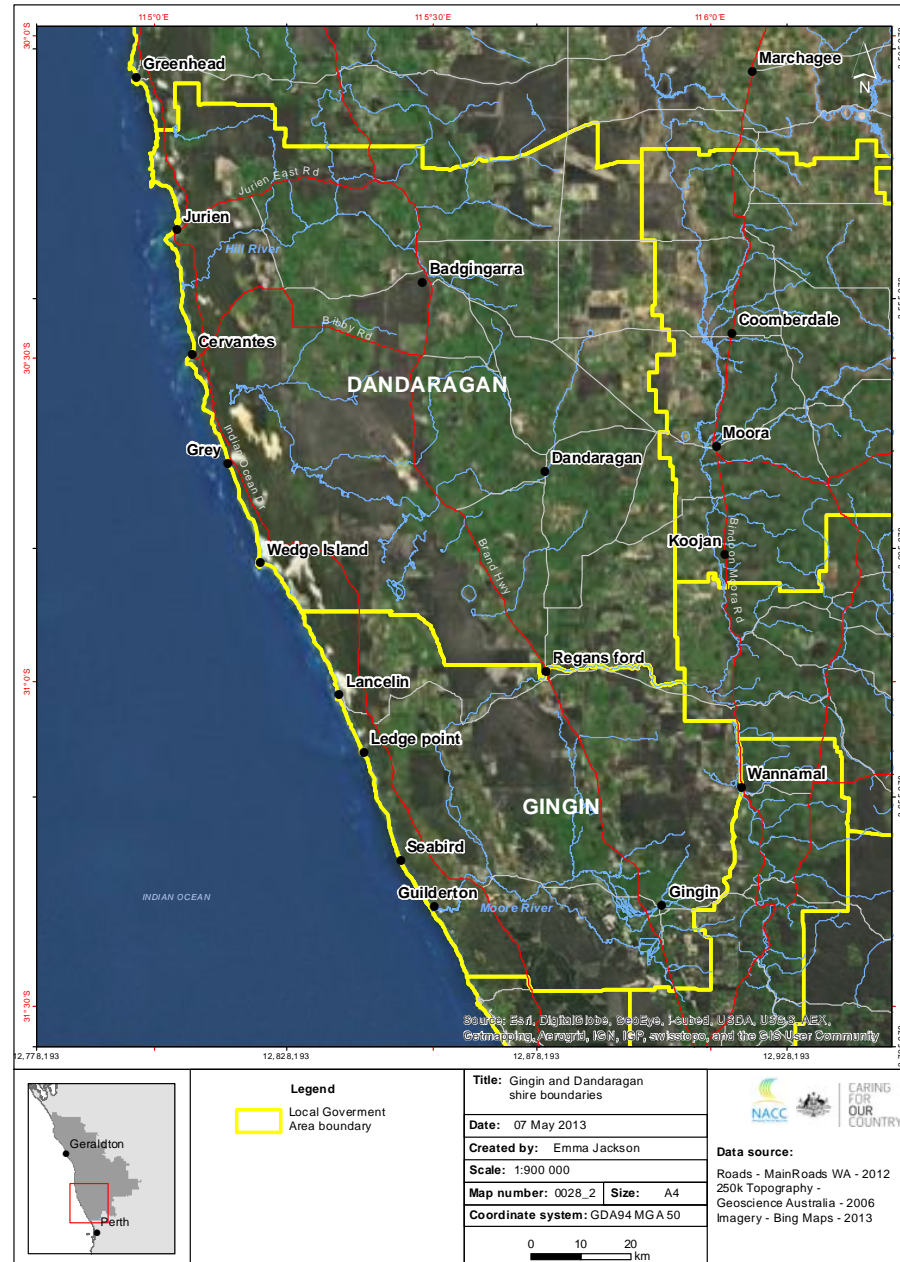 115°0'E
115°30'E
116°0'E
30°0'S
Greenhead
Marchagee
N
Jurien East Rd
Jurien
Hill River
Badgingarra
Coomberdale
Bibby Rd
30°30'S
Cervantes
DANDARAGAN
Moora
Indian Ocean Dr
Grey
Dandaragan
Koojan
Wedge Island
Brand Hwy
Bindoon Moora Rd
Regans ford
31°0'S
Lancelin
Ledge point
Wannamal
GINGIN
Seabird
Guilderton
Gingin
INDIAN OCEAN
Moore River
31°30'S
Source: Esri, DigitalGlobe, GeoEye, i-cubed, USDA, USGS, AEX,
Getmapping, Aerogrid, IGN, IGP, swisstopo, and the GIS User Community
12,778,193
12,828,193
12,878,193
12,928,193
Geraldton
Perth
Legend
Local Goverment
Area boundary
Title: Gingin and Dandaragan
shire boundaries
Date: 07 May 2013
Created by: Emma Jackson
Scale: 1:900 000
Map number: 0028_2 Size: A4
Coordinate system: GDA94 MGA 50
0 10 20
km
NACC
CARING
FOR
OUR
COUNTRY
Data source:
Roads - MainRoads WA - 2012
250k Topography -
Geoscience Australia - 2006
Imagery - Bing Maps - 2013